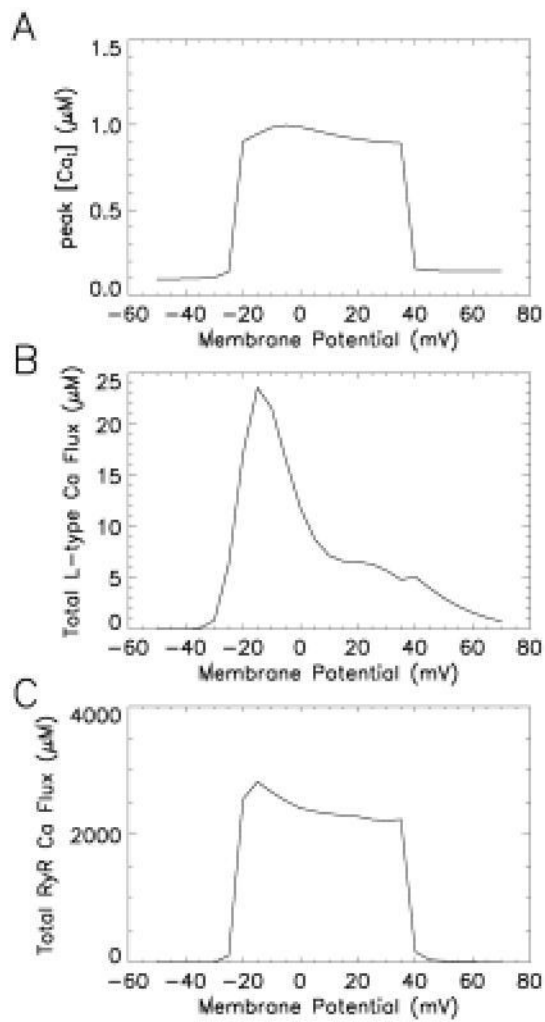 A
1.5
1.0
0.5
0.0
peak [Cai] (μM)
−60 −40 −20 0 20 40 60 80
Membrane Potential (mV)
B
25
20
15
10
5
0
Total L−type Ca Flux (μM)
−60 −40 −20 0 20 40 60 80
Membrane Potential (mV)
C
4000
2000
0
Total RyR Ca Flux (μM)
−60 −40 −20 0 20 40 60 80
Membrane Potential (mV)